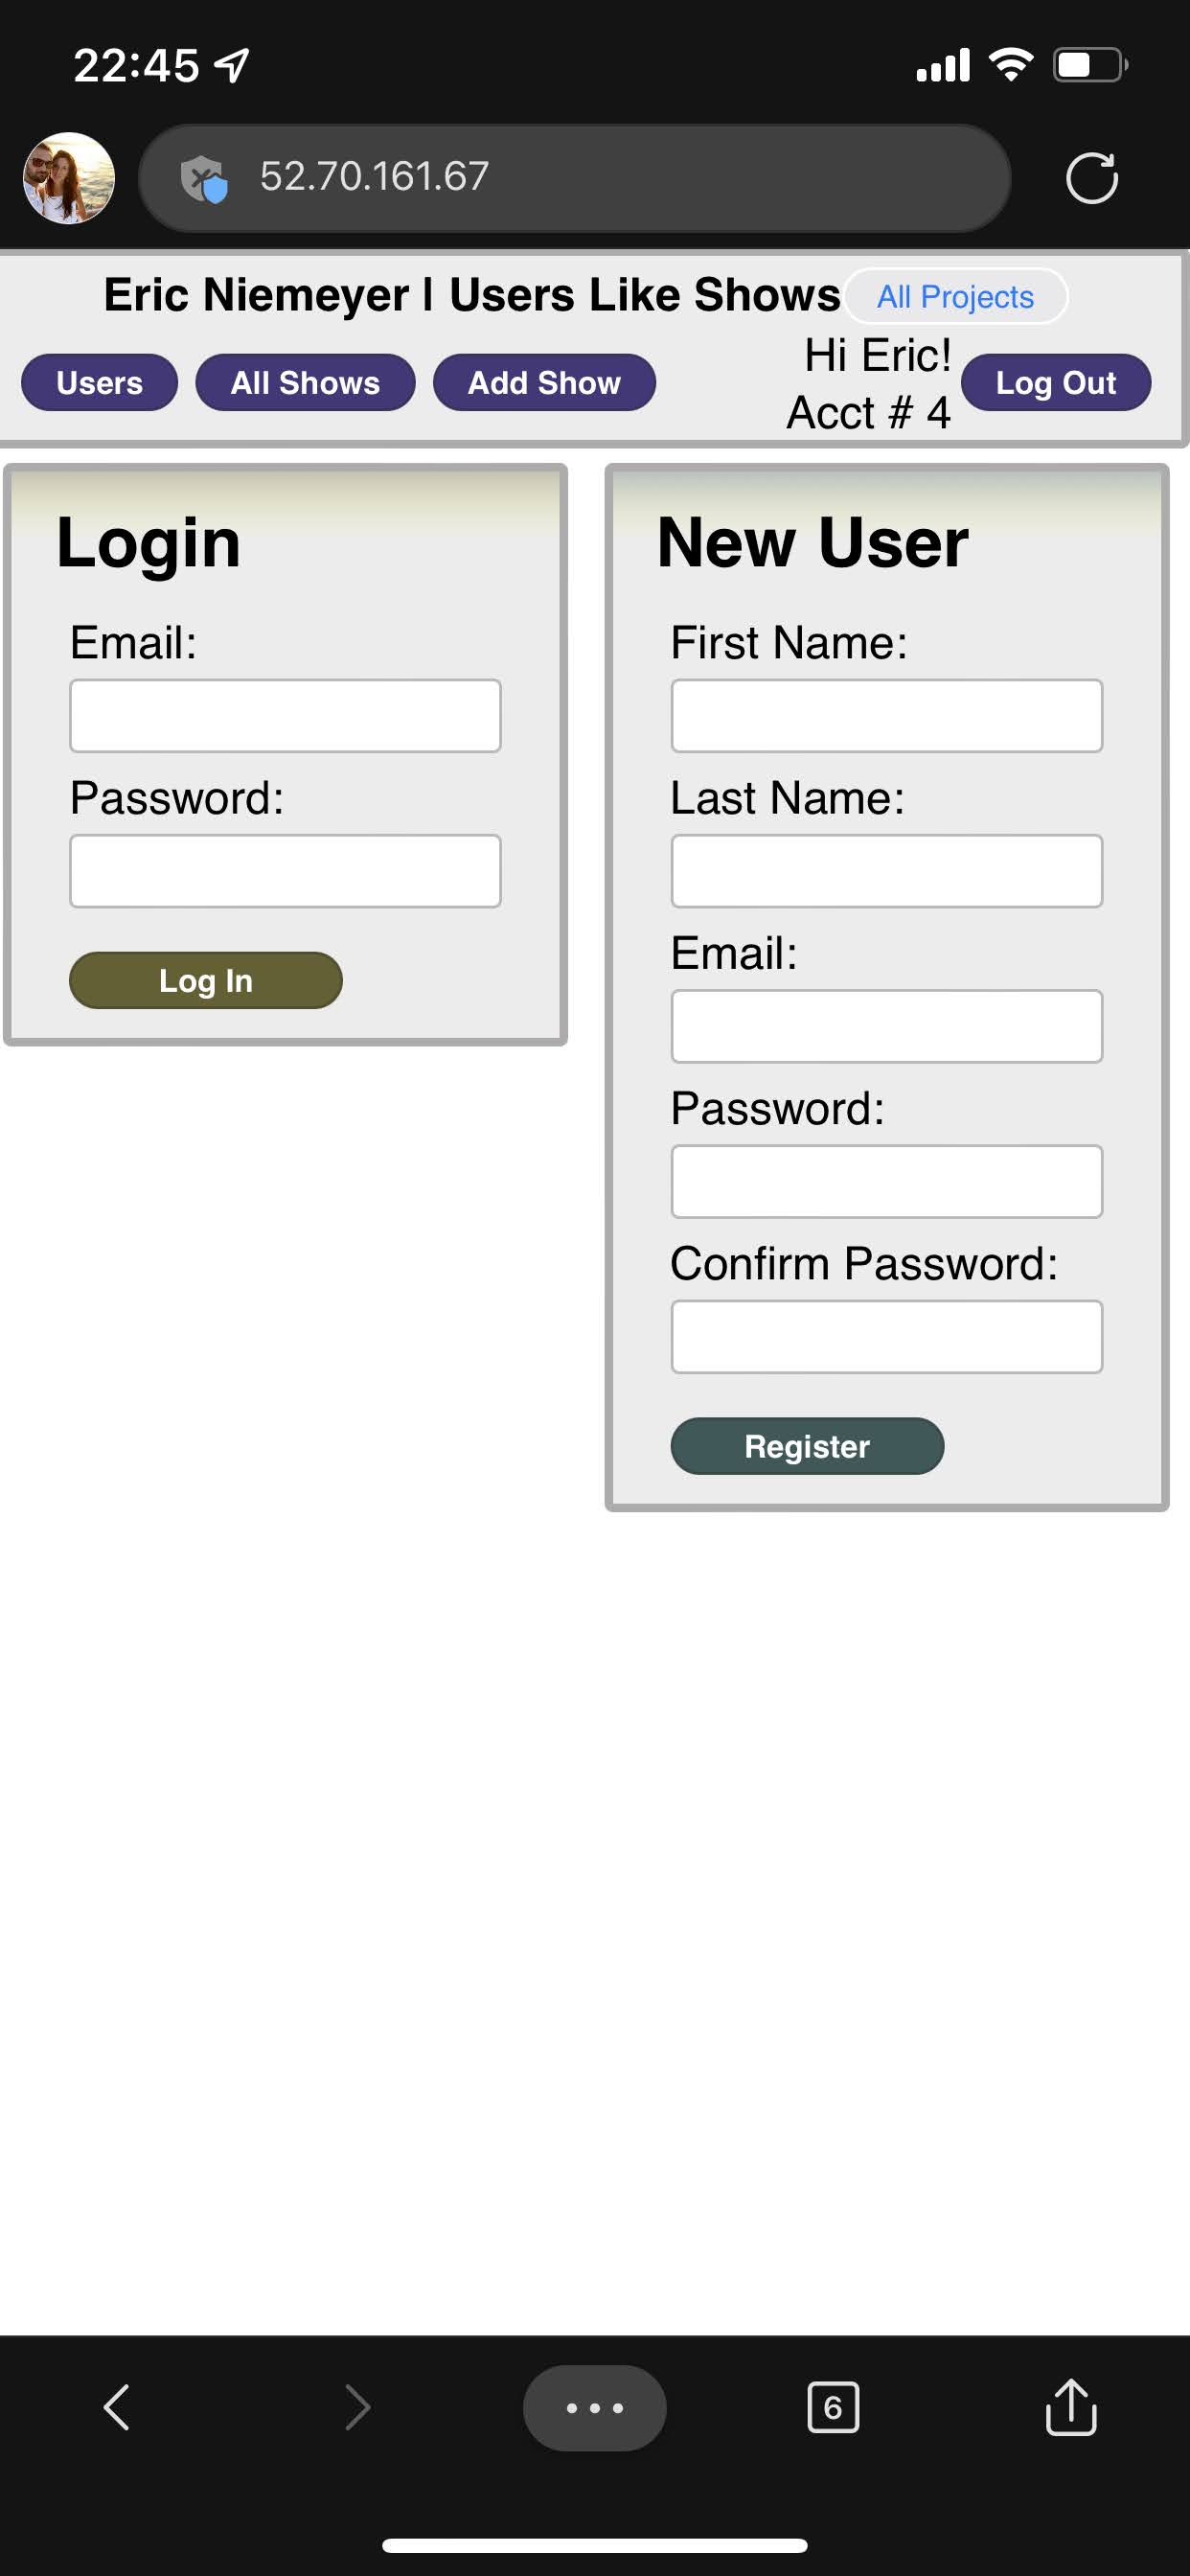 22:45
52.70.161.67
Eric Niemeyer | Users Like Shows All Projects
Users All Shows Add Show Hi Eric! Acct # 4 Log Out
Login
Email:
Password:
Log In
New User
First Name:
Last Name:
Email:
Password:
Confirm Password:
Register
6